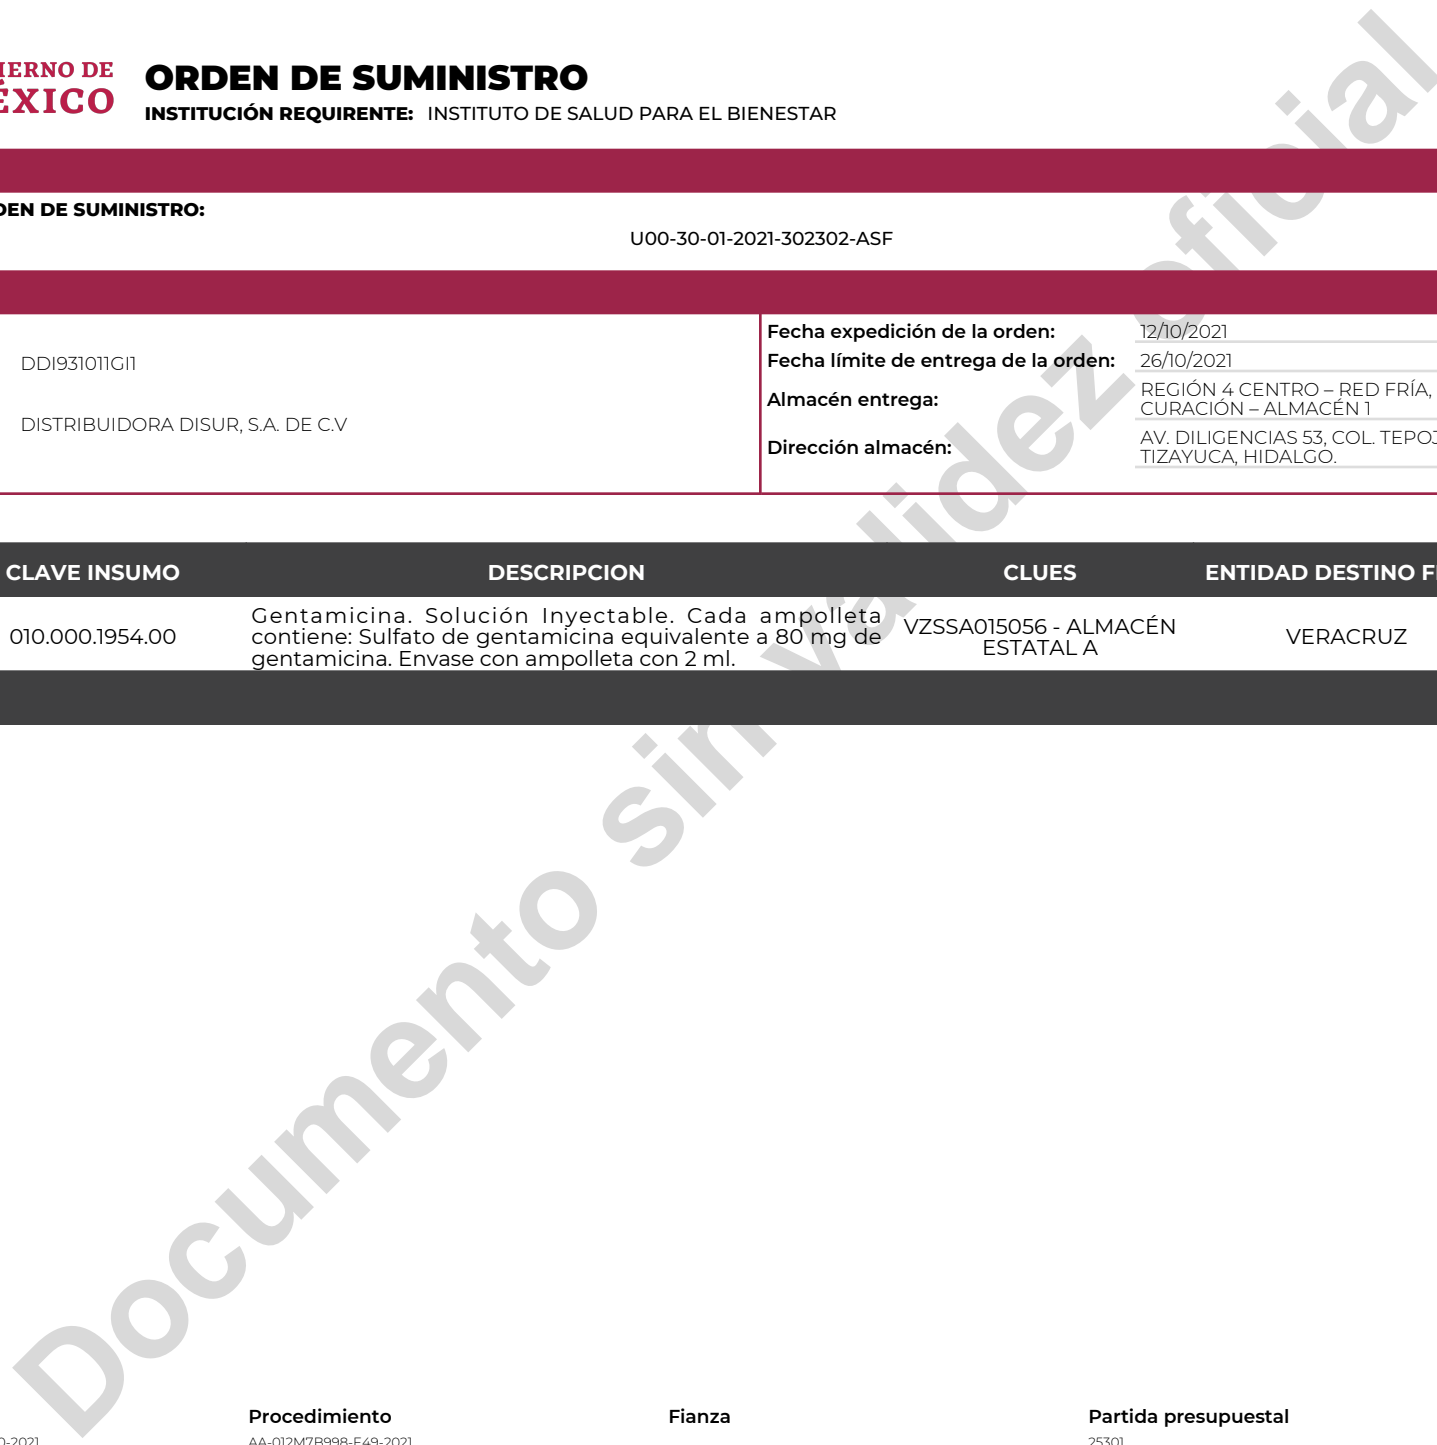 ORDEN DE SUMINISTRO
INSTITUCIÓN REQUIRENTE: INSTITUTO DE SALUD PARA EL BIENESTAR
DE SUMINISTRO:
U00-30-01-2021-302302-ASF
DDI931011GI1
DISTRIBUIDORA DISUR, S.A. DE C.V
Fecha expedición de la orden: 12/10/2021
Fecha límite de entrega de la orden: 26/10/2021
Almacén entrega: REGIÓN 4 CENTRO – RED FRÍA,
CURACIÓN – ALMACÉN 1
Dirección almacén: AV. DILIGENCIAS 53, COL.
TIZAYUCA, HIDALGO.
CLAVE INSUMO DESCRIPCION CLUES ENTIDAD DESTINO
010.000.1954.00
Gentamicina. Solución Inyectable. Cada ampolleta
contiene: Sulfato de gentamicina equivalente a 80 mg de
gentamicina. Envase con ampolleta con 2 ml.
VZSSA015056 - ALMACÉN
ESTATAL A
VERACRUZ
Documento sin validez oficial
Procedimiento Fianza Partida presupuestal
AA-012M7B998-E49-2021 25301